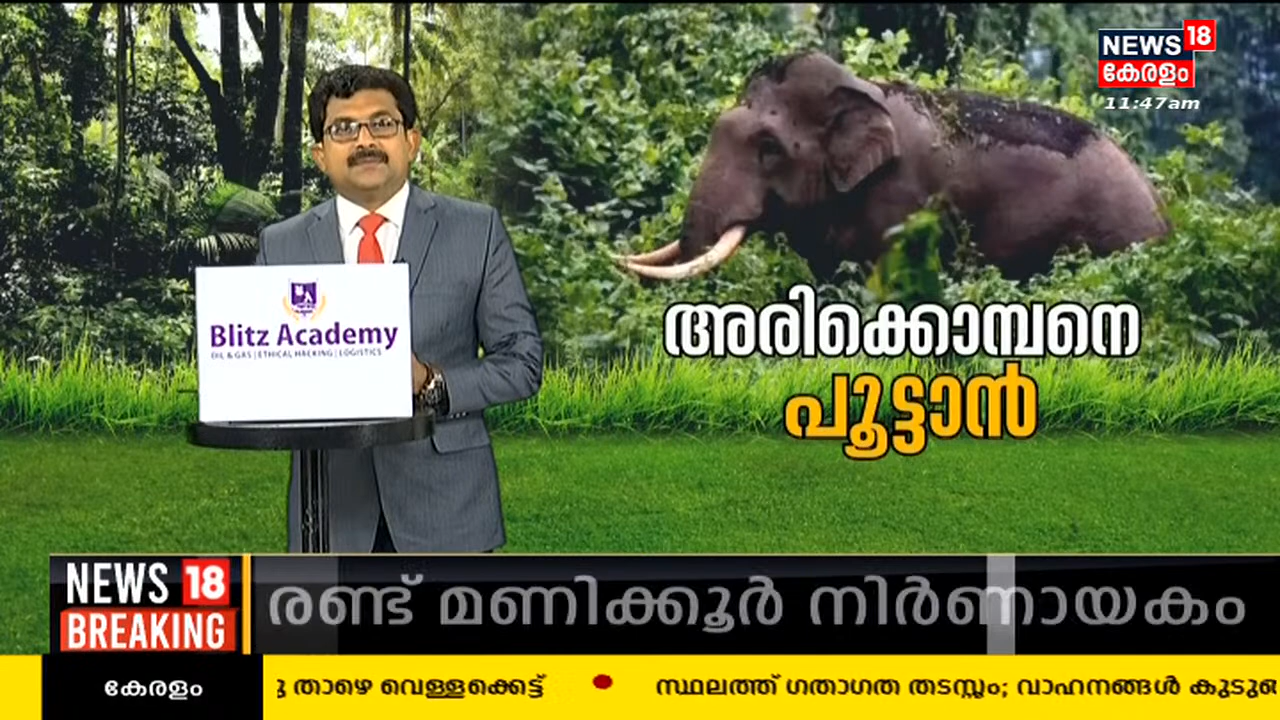 NEWS 18
കേരളം
11:47am
Blitz Academy
OIL & GAS | ETHICAL HACKING | LOGISTICS
അരിക്കൊമ്പനെ
പൂട്ടാൻ
NEWS 18
BREAKING
രണ്ട് മണിക്കൂർ നിർണായകം
കേരളം
താഴെ വെള്ളക്കെട്ട്
സ്ഥലത്ത് ഗതാഗത തടസ്സം; വാഹനങ്ങൾ